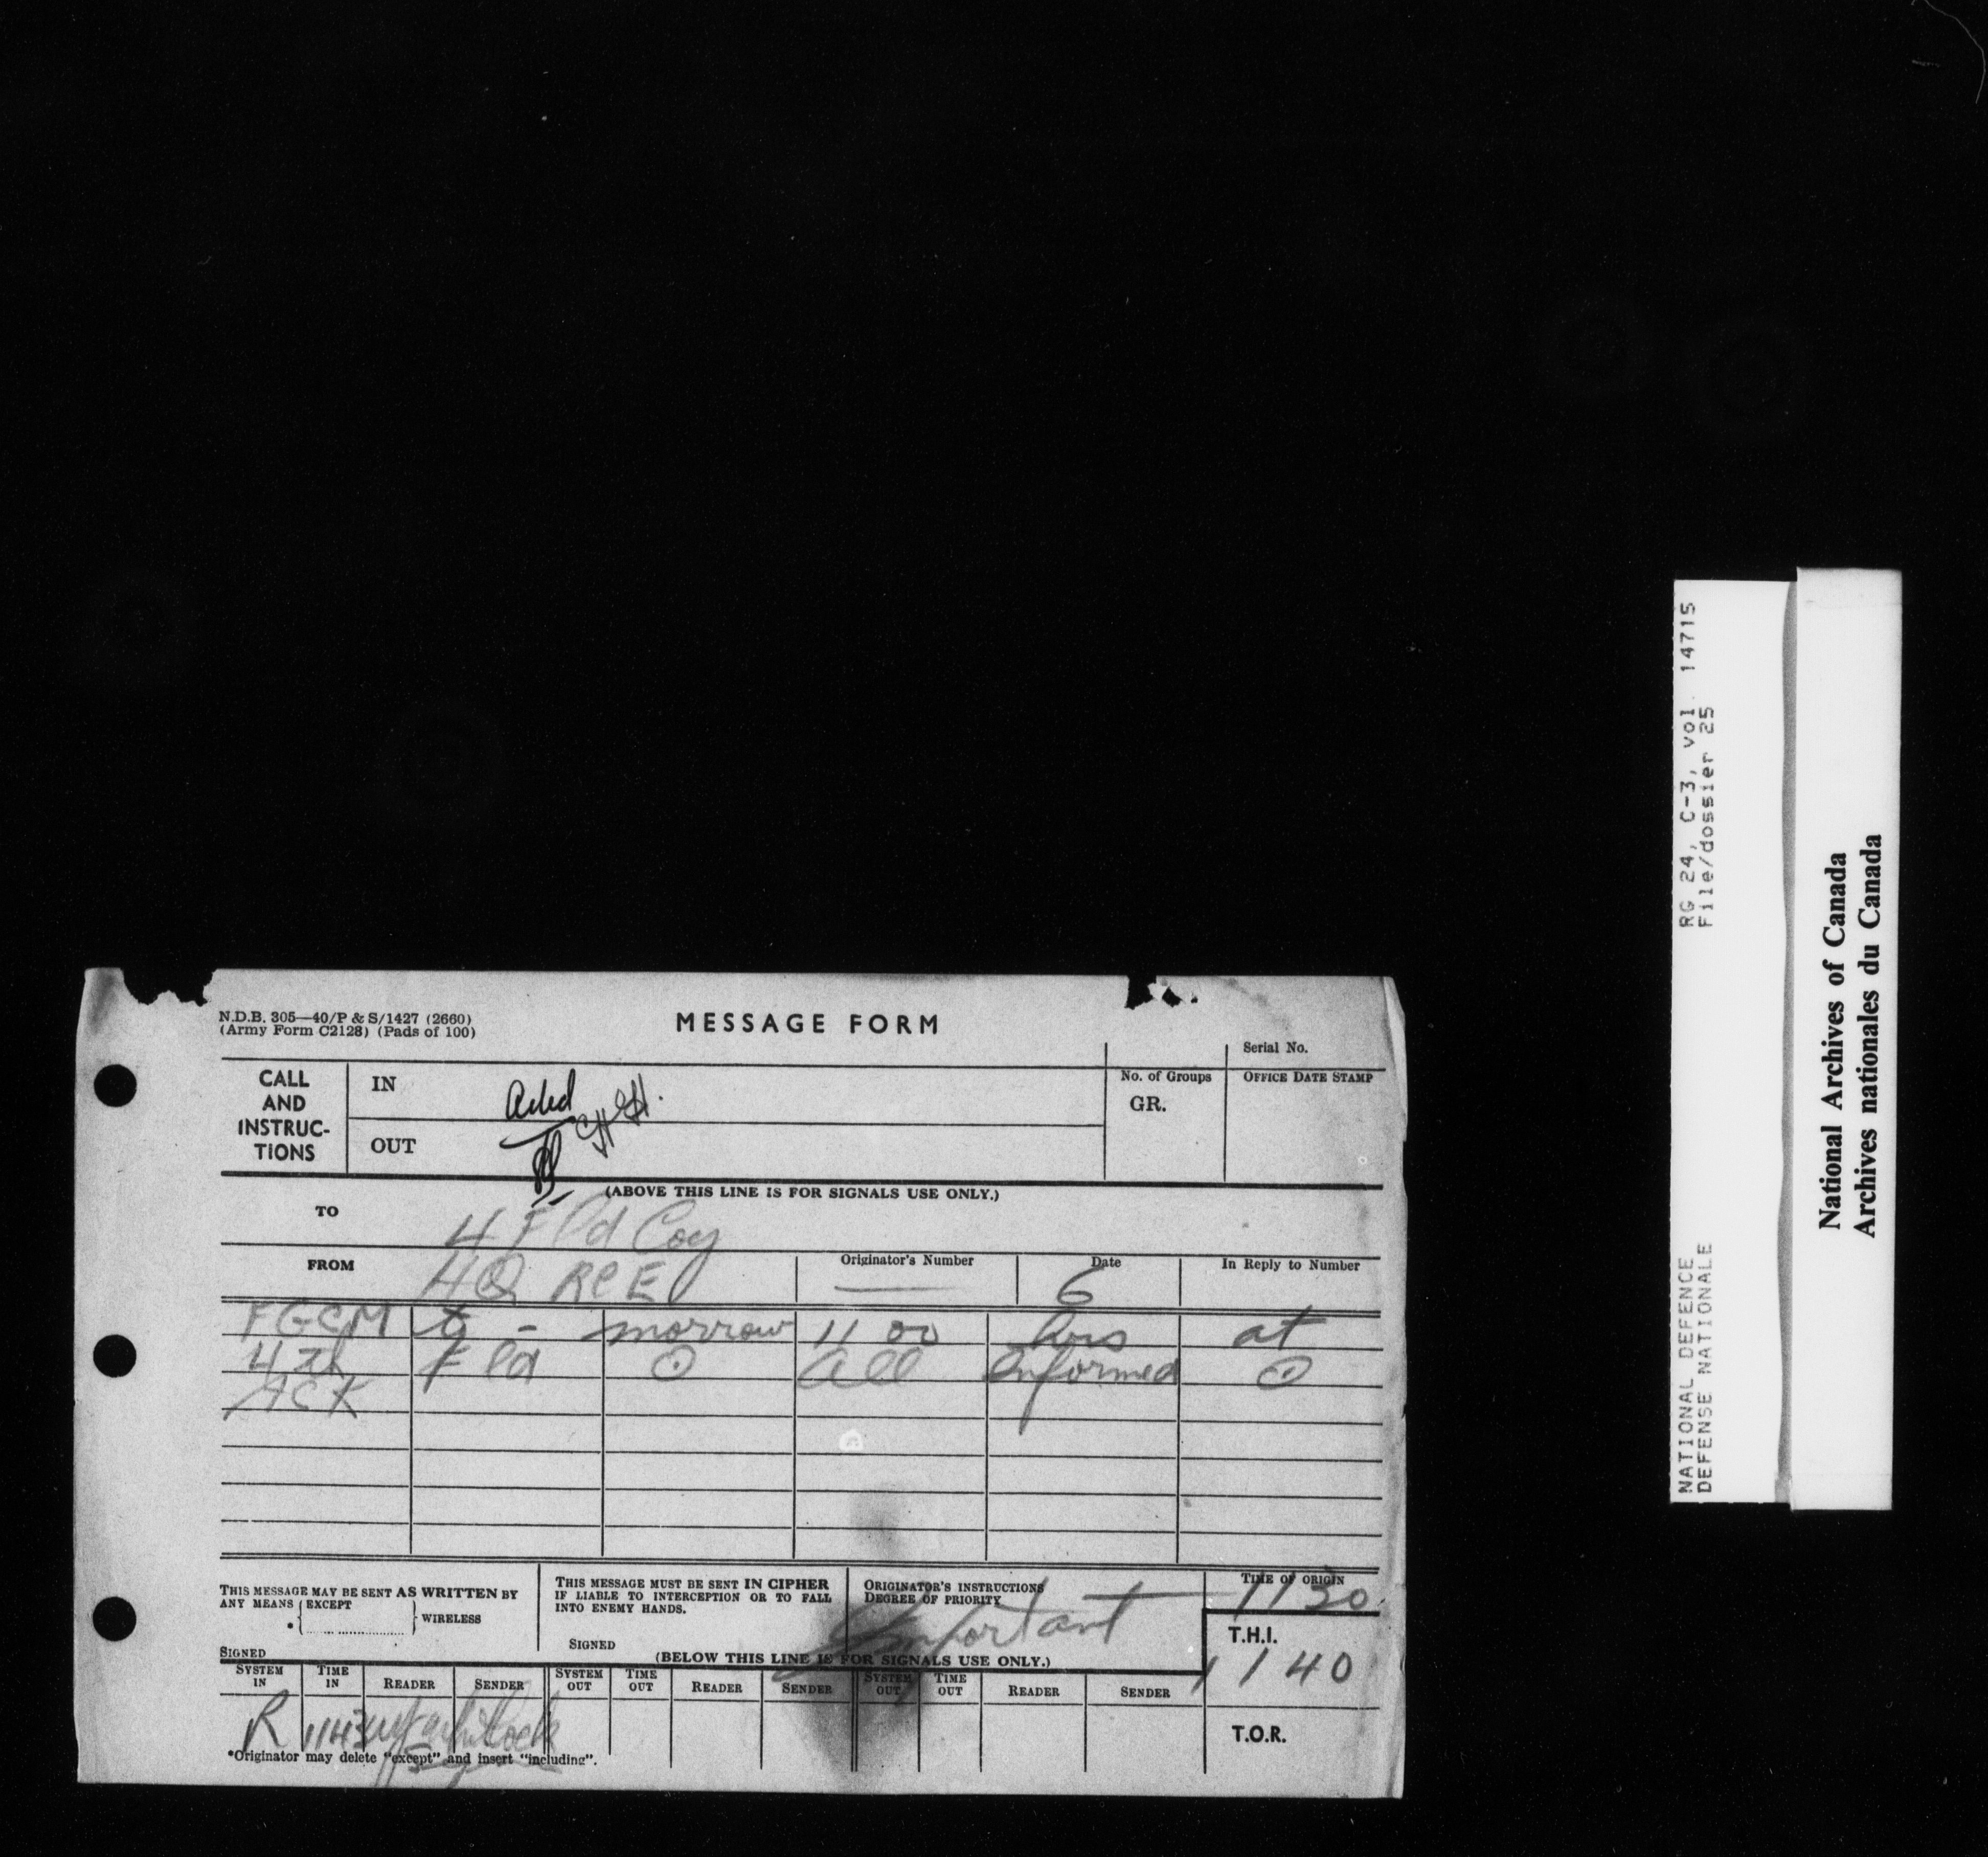 N.D.B. 305—40/P & S/1427 (2660)
(Army Form C2128) (Pads of 100)
MESSAGE FORM
Serial No.
CALL AND INSTRUC-TIONS
IN
OUT
No. of Groups
GR.
OFFICE DATE STAMP
(ABOVE THIS LINE IS FOR SIGNALS USE ONLY.)
TO 4 Fld Coy
FROM HQ RCE
Originator's Number —
Date 6
In Reply to Number
FGCM to - morrow 11 00 hrs at
4th Fld ⊙ All Informed ⊙
ACK
THIS MESSAGE MAY BE SENT AS WRITTEN BY
ANY MEANS EXCEPT
* WIRELESS
SIGNED
THIS MESSAGE MUST BE SENT IN CIPHER
IF LIABLE TO INTERCEPTION OR TO FALL
INTO ENEMY HANDS.
SIGNED
ORIGINATOR'S INSTRUCTIONS
DEGREE OF PRIORITY
Important
TIME OF ORIGIN
1130
T.H.I.
1140
T.O.R.
(BELOW THIS LINE IS FOR SIGNALS USE ONLY.)
SYSTEM IN TIME IN READER SENDER SYSTEM OUT TIME OUT READER SENDER SYSTEM OUT TIME OUT READER SENDER
R 1143
*Originator may delete "except" and insert "including".
RG 24, C-3, vol. 14715
File/dossier 25
NATIONAL DEFENCE
DEFENSE NATIONALE
National Archives of Canada
Archives nationales du Canada